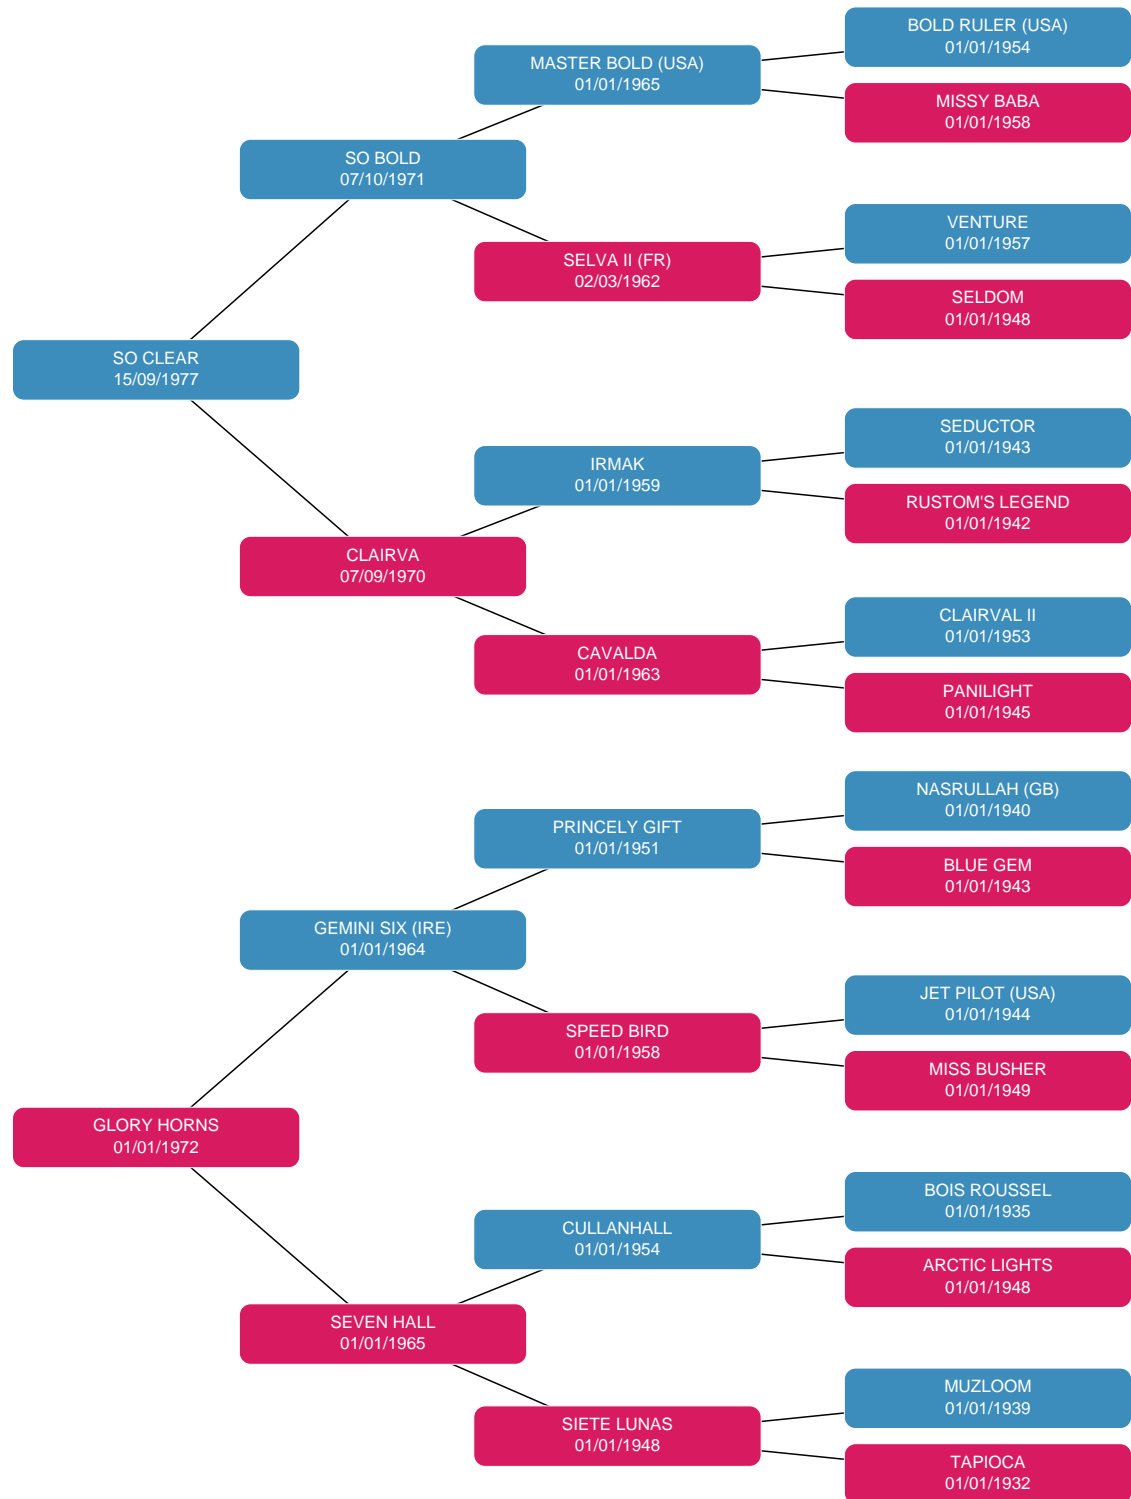 BOLD RULER (USA)
01/01/1954
MASTER BOLD (USA)
01/01/1965
MISSY BABA
01/01/1958
SO BOLD
07/10/1971
VENTURE
01/01/1957
SELVA II (FR)
02/03/1962
SELDOM
01/01/1948
SO CLEAR
15/09/1977
SEDUCTOR
01/01/1943
IRMAK
01/01/1959
RUSTOM'S LEGEND
01/01/1942
CLAIRVA
07/09/1970
CLAIRVAL II
01/01/1953
CAVALDA
01/01/1963
PANILIGHT
01/01/1945
NASRULLAH (GB)
01/01/1940
PRINCELY GIFT
01/01/1951
BLUE GEM
01/01/1943
GEMINI SIX (IRE)
01/01/1964
JET PILOT (USA)
01/01/1944
SPEED BIRD
01/01/1958
MISS BUSHER
01/01/1949
GLORY HORNS
01/01/1972
BOIS ROUSSEL
01/01/1935
CULLANHALL
01/01/1954
ARCTIC LIGHTS
01/01/1948
SEVEN HALL
01/01/1965
MUZLOOM
01/01/1939
SIETE LUNAS
01/01/1948
TAPIOCA
01/01/1932